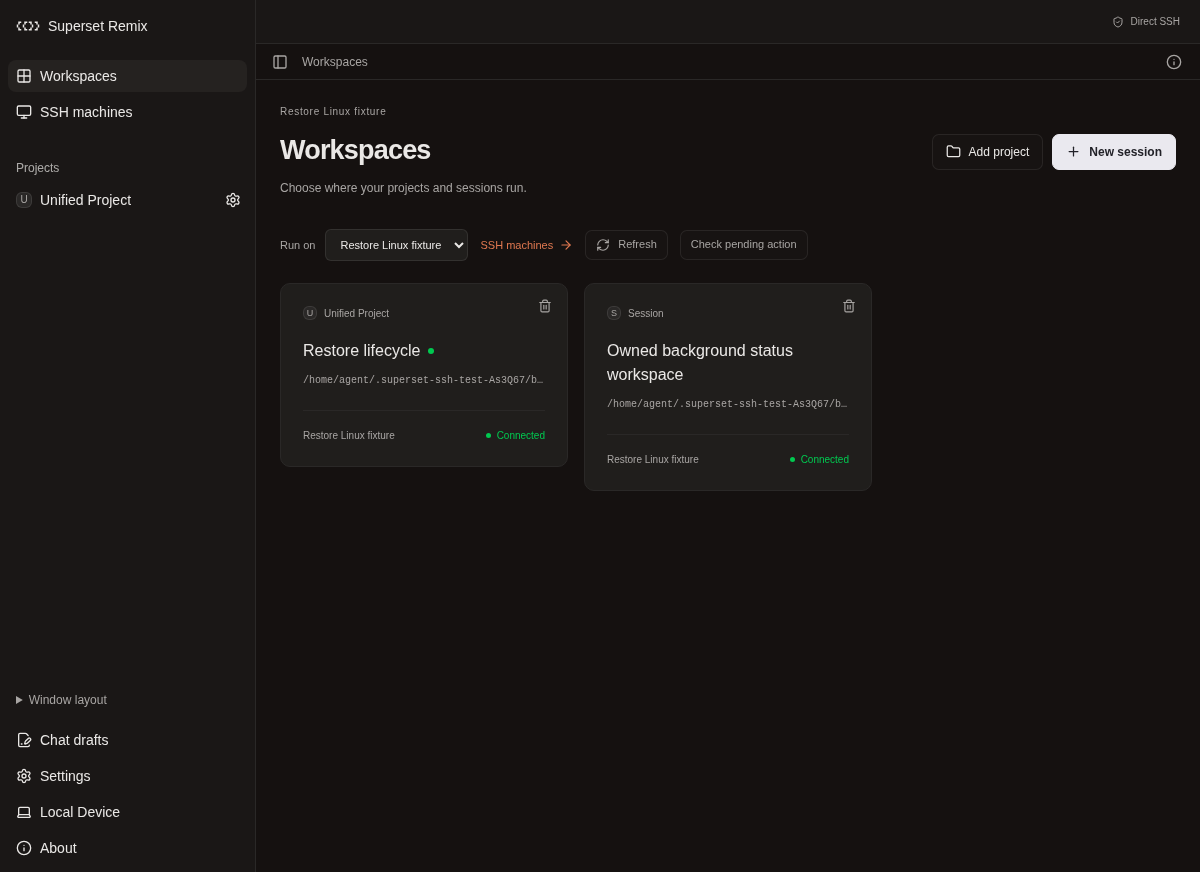 Superset Remix
Direct SSH
Workspaces
SSH machines
Projects
U Unified Project
Workspaces
Restore Linux fixture
Workspaces
Add project
New session
Choose where your projects and sessions run.
Run on
Restore Linux fixture
SSH machines
Refresh
Check pending action
U Unified Project
Restore lifecycle
/home/agent/.superset-ssh-test-As3Q67/b…
Restore Linux fixture
Connected
S Session
Owned background status
workspace
/home/agent/.superset-ssh-test-As3Q67/b…
Restore Linux fixture
Connected
Window layout
Chat drafts
Settings
Local Device
About